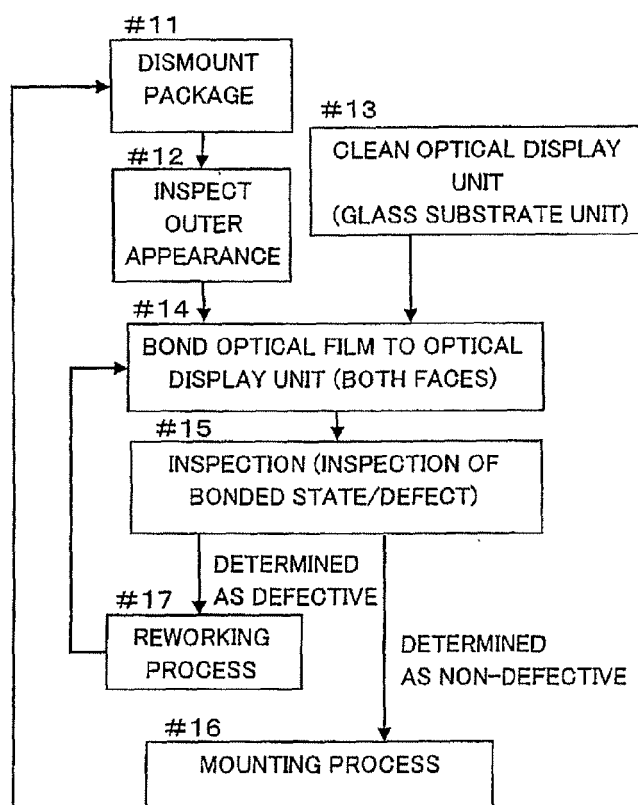 #11
DISMOUNT
PACKAGE
#13
CLEAN OPTICAL DISPLAY
UNIT
(GLASS SUBSTRATE UNIT)
#12
INSPECT
OUTER
APPEARANCE
#14
BOND OPTICAL FILM TO OPTICAL
DISPLAY UNIT (BOTH FACES)
#15
INSPECTION (INSPECTION OF
BONDED STATE/DEFECT)
DETERMINED
AS DEFECTIVE
#17
REWORKING
PROCESS
DETERMINED
AS NON-DEFECTIVE
#16
MOUNTING PROCESS